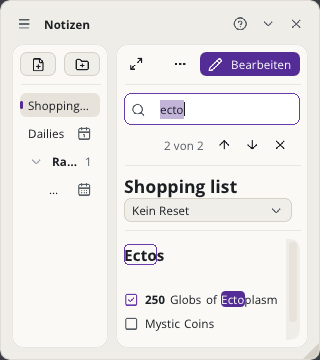 Notizen
Shopping...
Dailies
Ra... 1
...
Bearbeiten
ecto
2 von 2
Shopping list
Kein Reset
Ectos
250 Globs of Ectoplasm
Mystic Coins